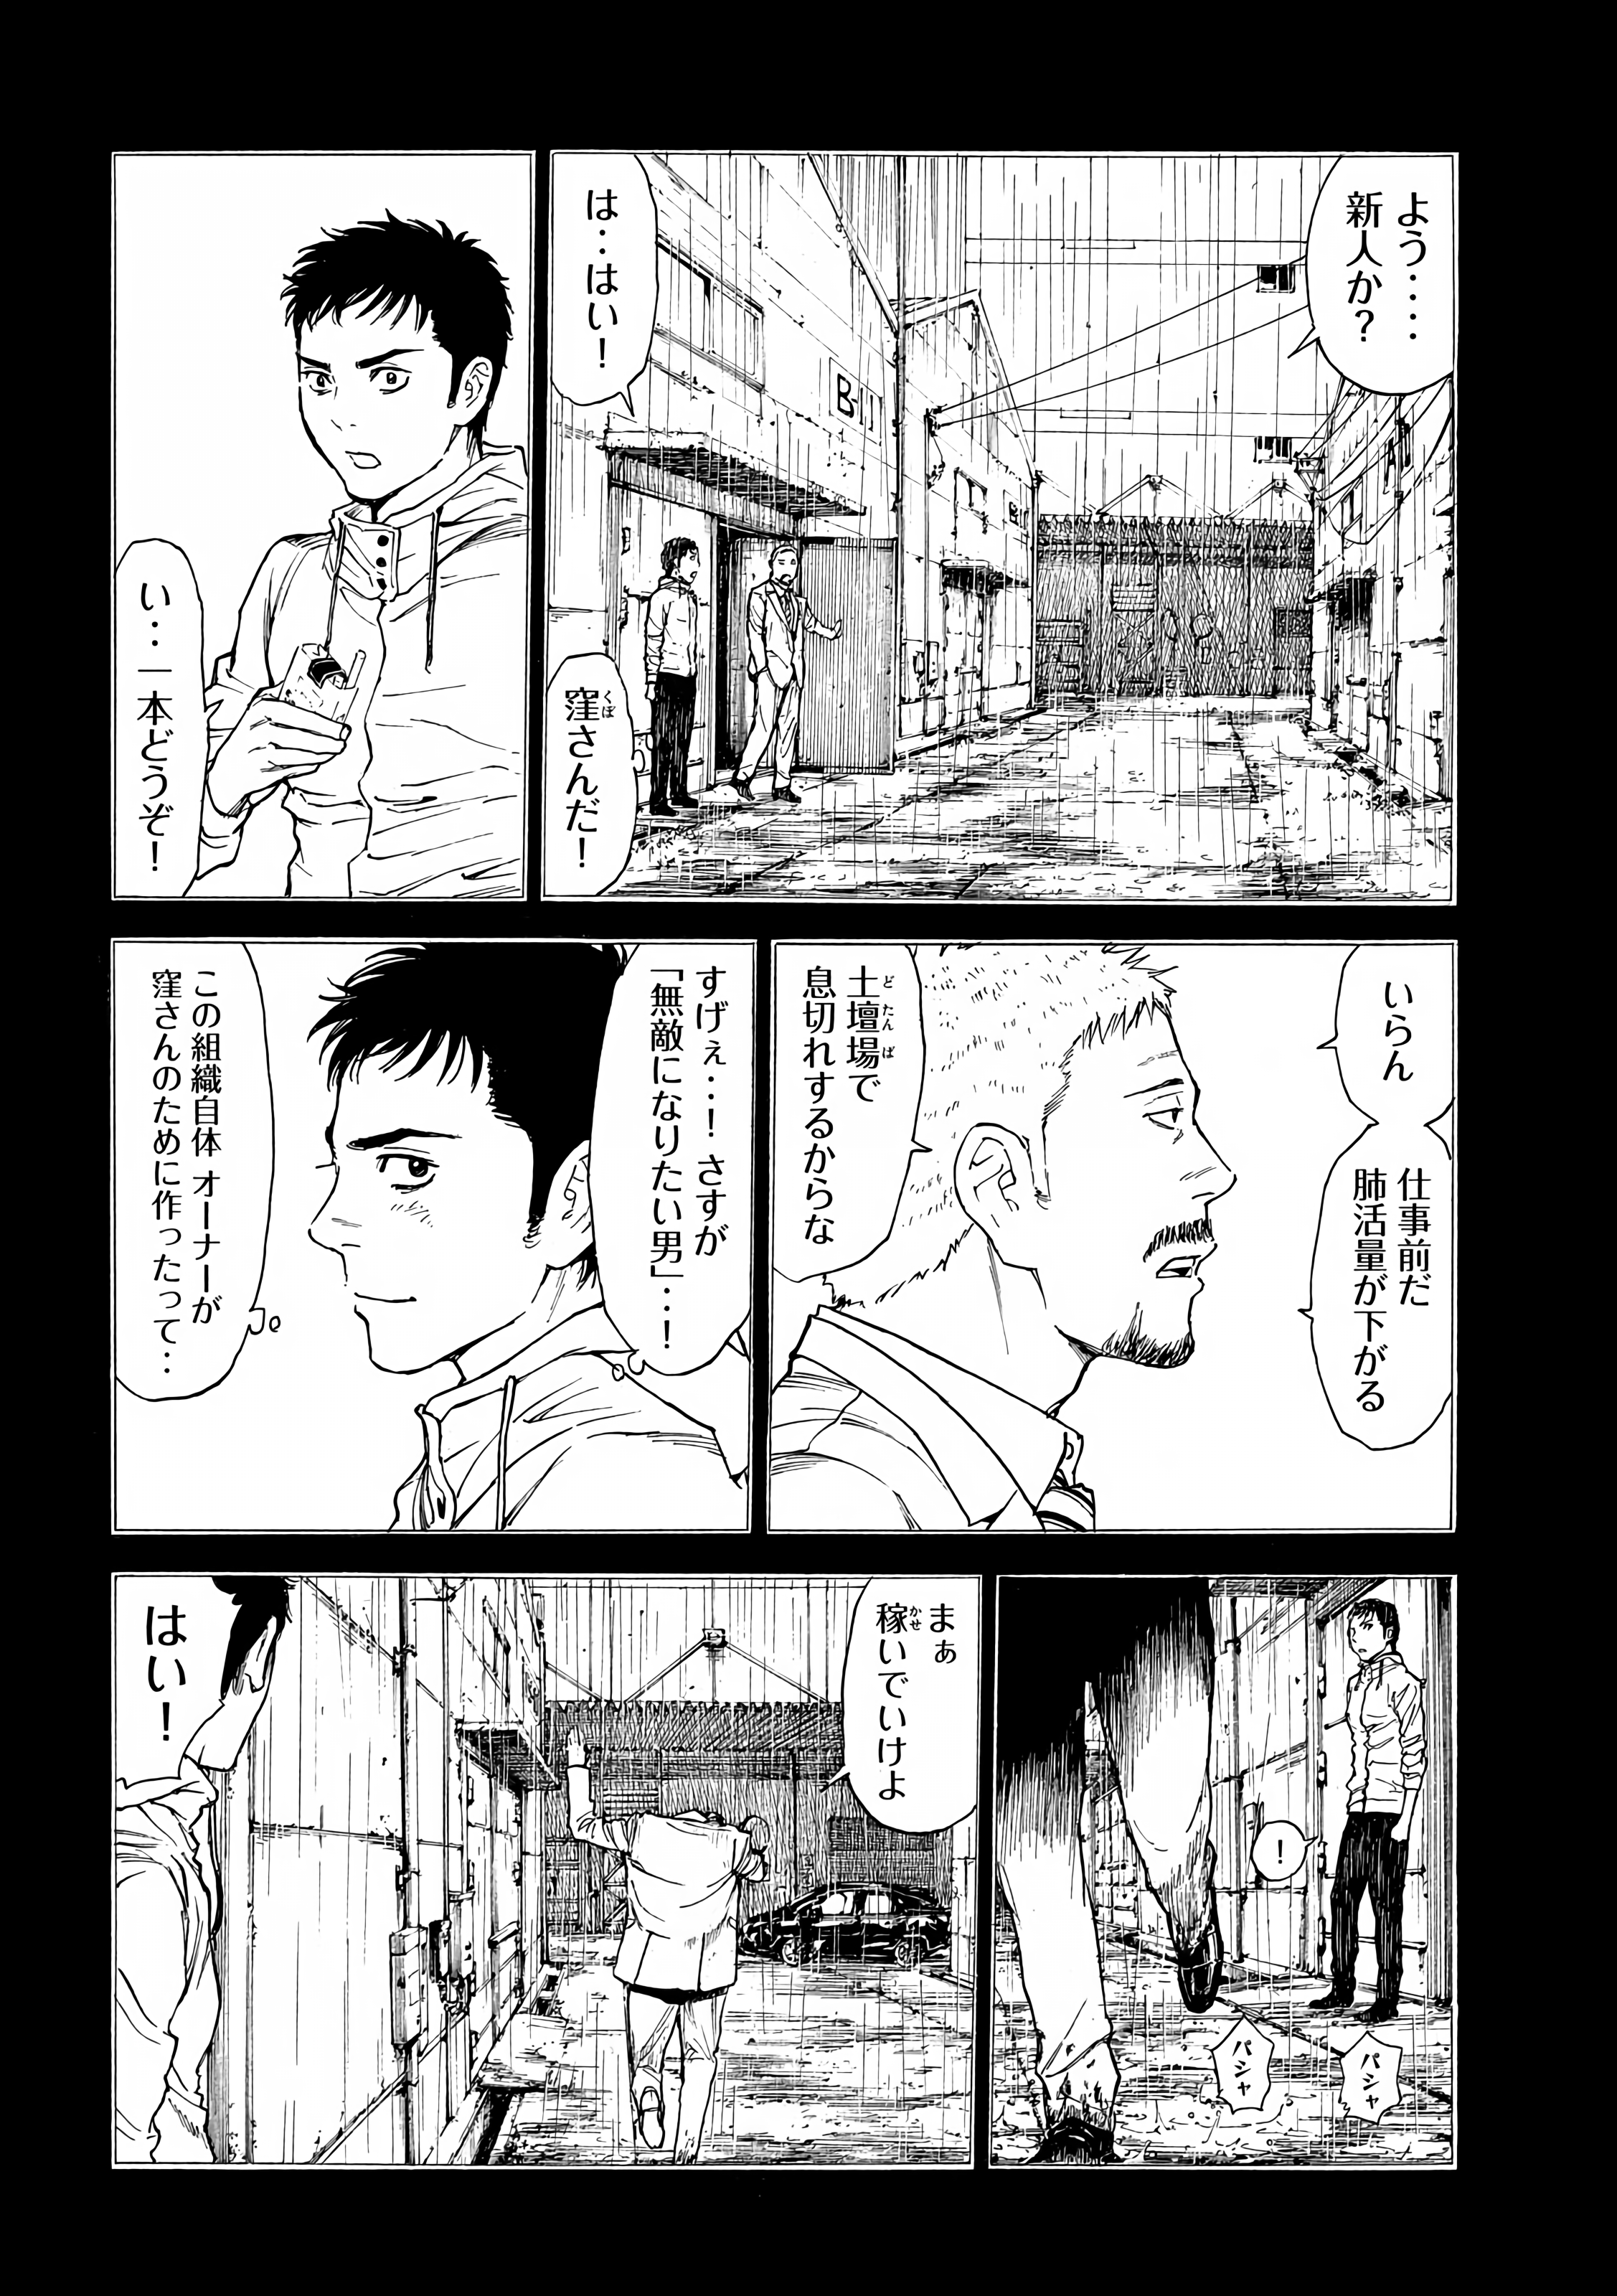 よう‥‥
新人か？
は‥はい！
窪さんだ！
B-11
い‥一本どうぞ！
いらん
仕事前だ
肺活量が下がる
土壇場で
息切れするからな
すげぇ‥！さすが
「無敵になりたい男」‥！
この組織自体 オーナーが
窪さんのために作ったって‥
！
パシャ
パシャ
まぁ
稼いでいけよ
はい！